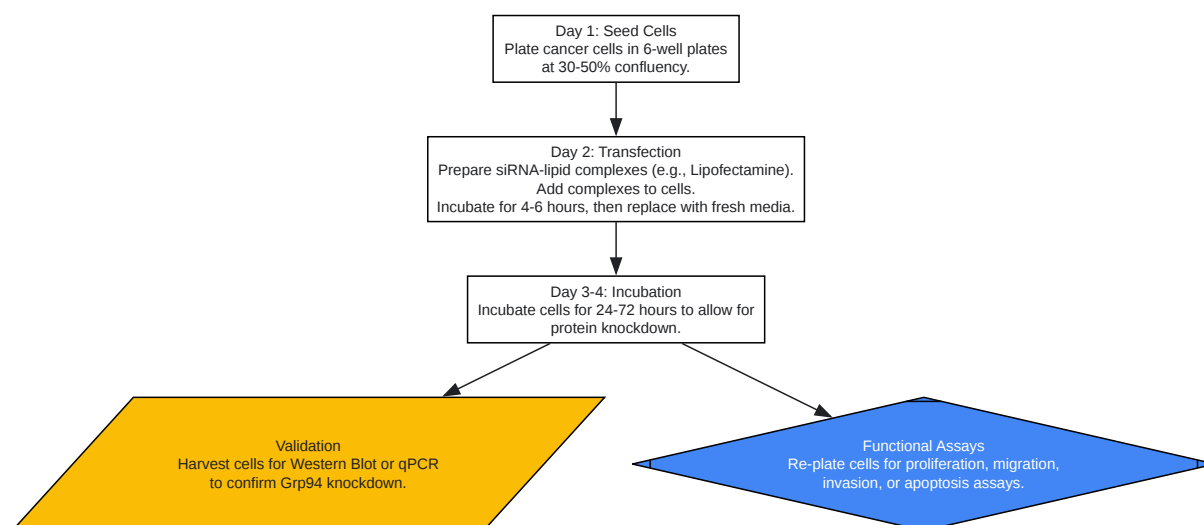 Day 1: Seed Cells
Plate cancer cells in 6-well plates
at 30-50% confluency.
Day 2: Transfection
Prepare siRNA-lipid complexes (e.g., Lipofectamine).
Add complexes to cells.
Incubate for 4-6 hours, then replace with fresh media.
Day 3-4: Incubation
Incubate cells for 24-72 hours to allow for
protein knockdown.
Validation
Harvest cells for Western Blot or qPCR
to confirm Grp94 knockdown.
Functional Assays
Re-plate cells for proliferation, migration,
invasion, or apoptosis assays.